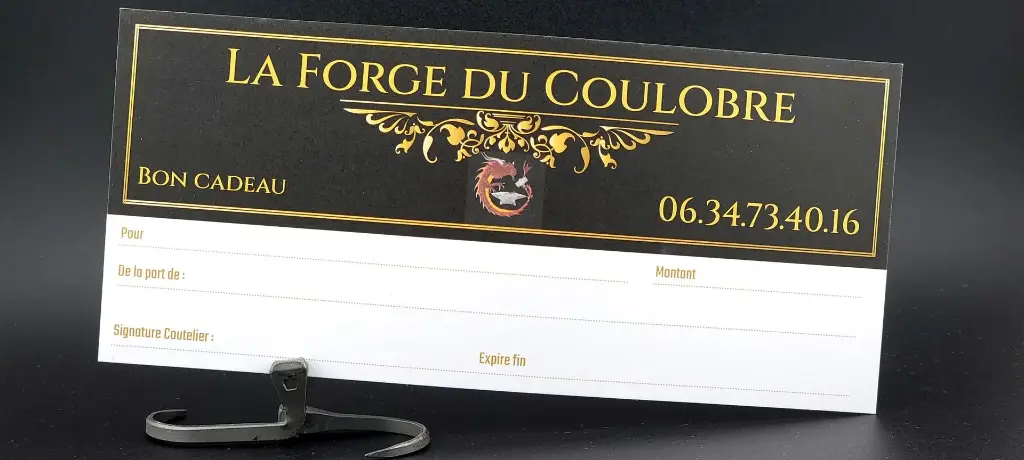 La Forge du Coulobre
Bon cadeau
06.34.73.40.16
Pour
Montant
De la part de :
Signature Coutelier :
Expire fin